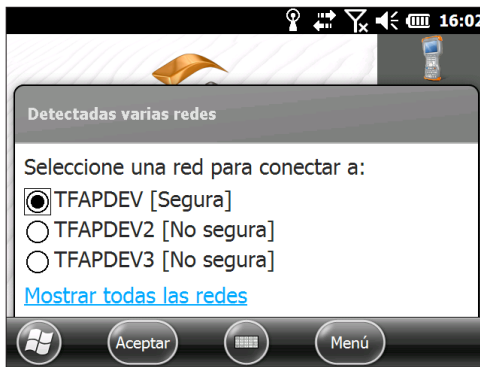 16:02
Detectadas varias redes
Seleccione una red para conectar a:
TFAPDEV [Segura]
TFAPDEV2 [No segura]
TFAPDEV3 [No segura]
Mostrar todas las redes
Aceptar
Menú